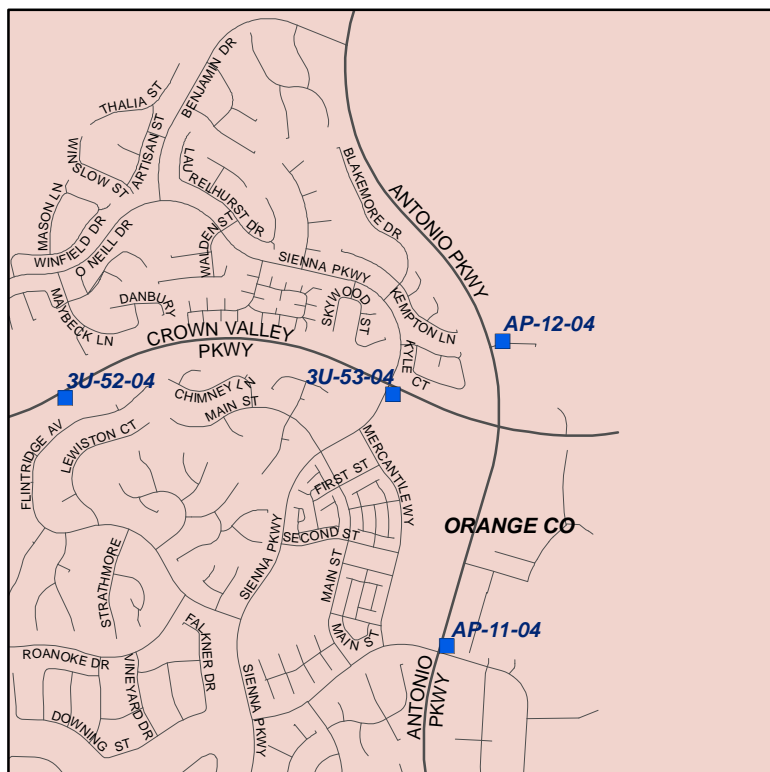 BENJAMIN DR
THALIA ST
ARTISAN ST
WINSLOW ST
LAURELHURST DR
BLAKEMORE DR
MASON LN
ANTONIO PKWY
WALDEN ST
WINFIELD DR
O NEILL DR
SIENNA PKWY
DANBURY
SKYWOOD ST
KEMPTON LN
MAYBECK LN
CROWN VALLEY
PKWY
AP-12-04
KYLE CT
3U-52-04
CHIMNEY LN
3U-53-04
MAIN ST
FLINTRIDGE AV
LEWISTON CT
MERCANTILE WY
FIRST ST
ORANGE CO
SECOND ST
SIENNA PKWY
STRATHMORE
MAIN ST
MAIN ST
AP-11-04
FALKNER DR
ROANOKE DR
VINEYARD DR
SIENNA PKWY
ANTONIO
PKWY
DOWNING ST